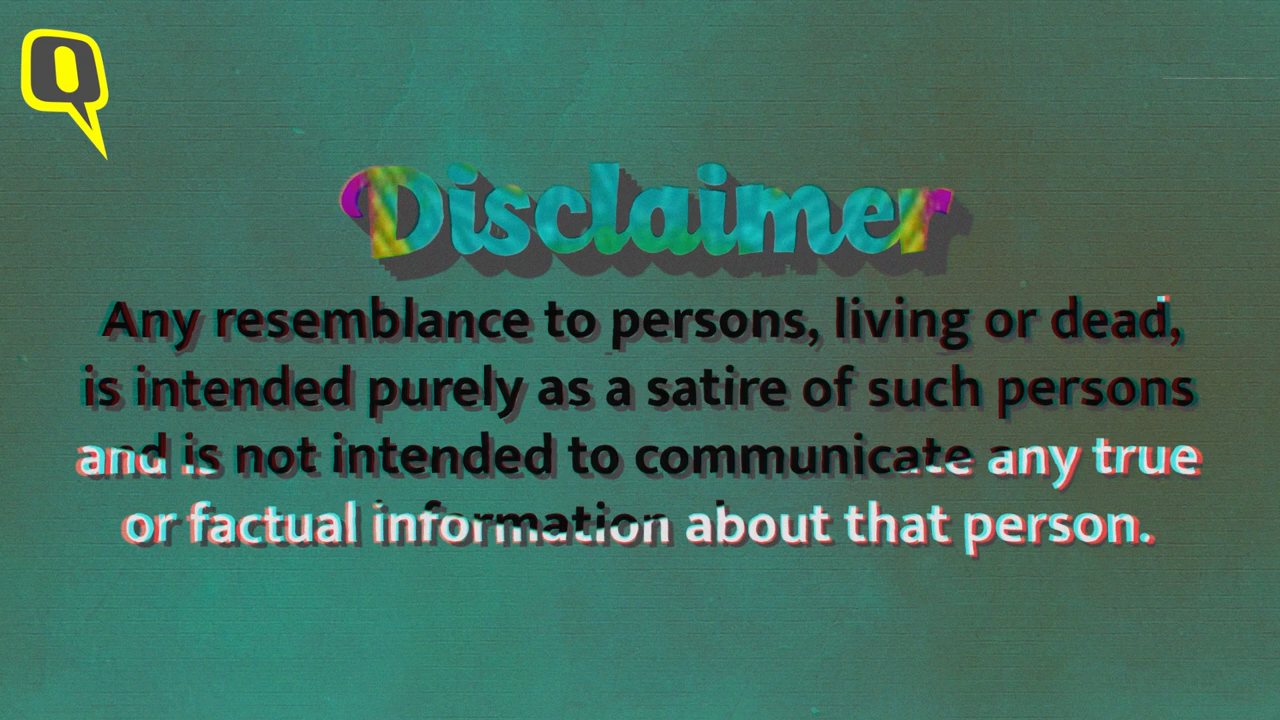 Q
Disclaimer
Any resemblance to persons, living or dead,
is intended purely as a satire of such persons
and is not intended to communicate any true
or factual information about that person.